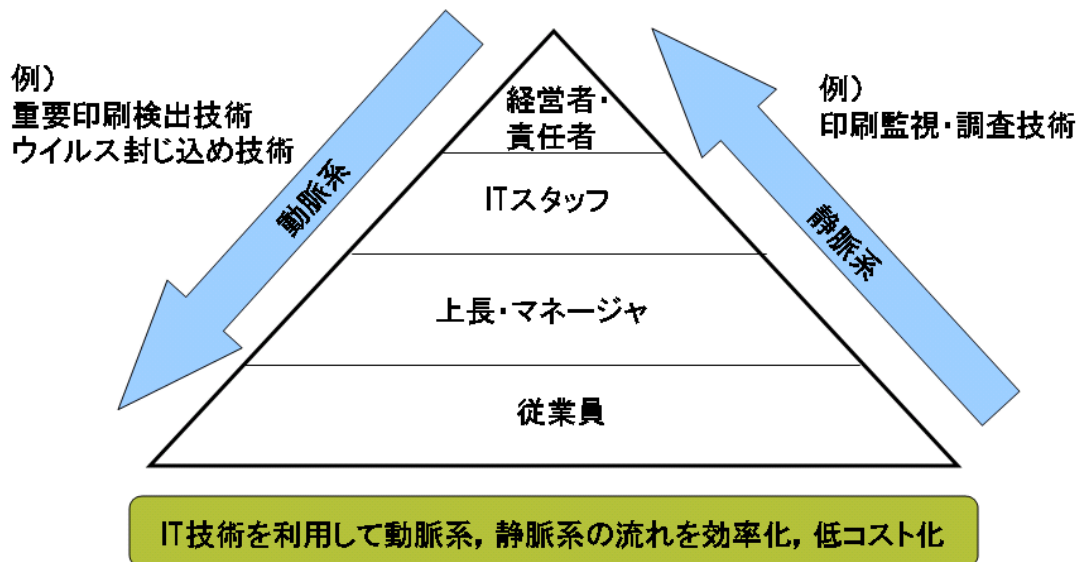 例）
重要印刷検出技術
ウイルス封じ込め技術
動脈系
経営者・
責任者
ITスタッフ
上長・マネージャ
従業員
例）
印刷監視・調査技術
静脈系
IT技術を利用して動脈系，静脈系の流れを効率化，低コスト化